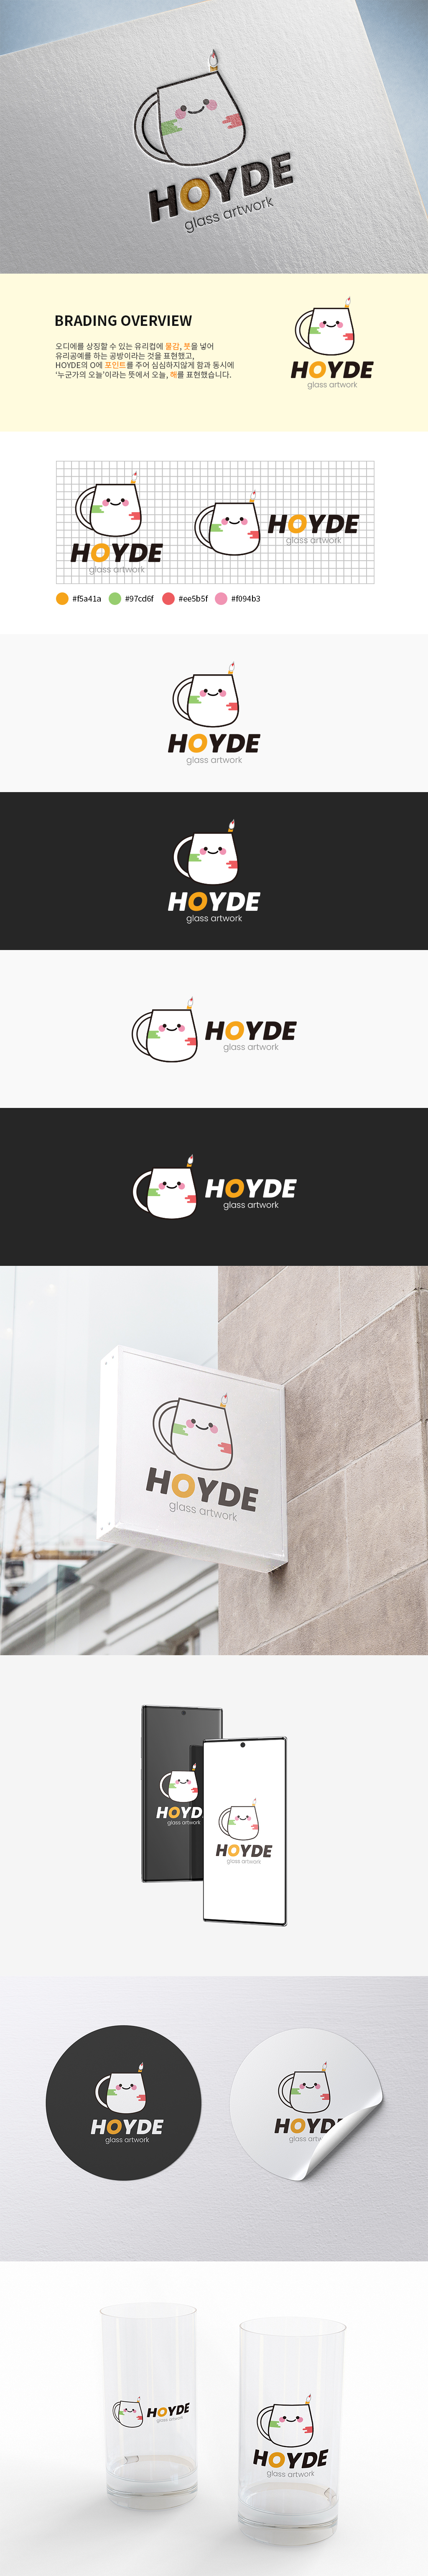 HOYDE
glass artwork
BRADING OVERVIEW
오디에를 상징할 수 있는 유리컵에 물감, 붓을 넣어
유리공예를 하는 공방이라는 것을 표현했고,
HOYDE의 O에 포인트를 주어 심심하지않게 함과 동시에
'누군가의 오늘'이라는 뜻에서 오늘, 해를 표현했습니다.
HOYDE
glass artwork
HOYDE
glass artwork
HOYDE
glass artwork
#f5a41a
#97cd6f
#ee5b5f
#f094b3
HOYDE
glass artwork
HOYDE
glass artwork
HOYDE
glass artwork
HOYDE
glass artwork
HOYDE
glass artwork
HOYD
glass artwork
HOYDE
glass artwork
HOYDE
glass artwork
HOYDE
glass artw
HOYDE
glass artwork
HOYDE
glass artwork